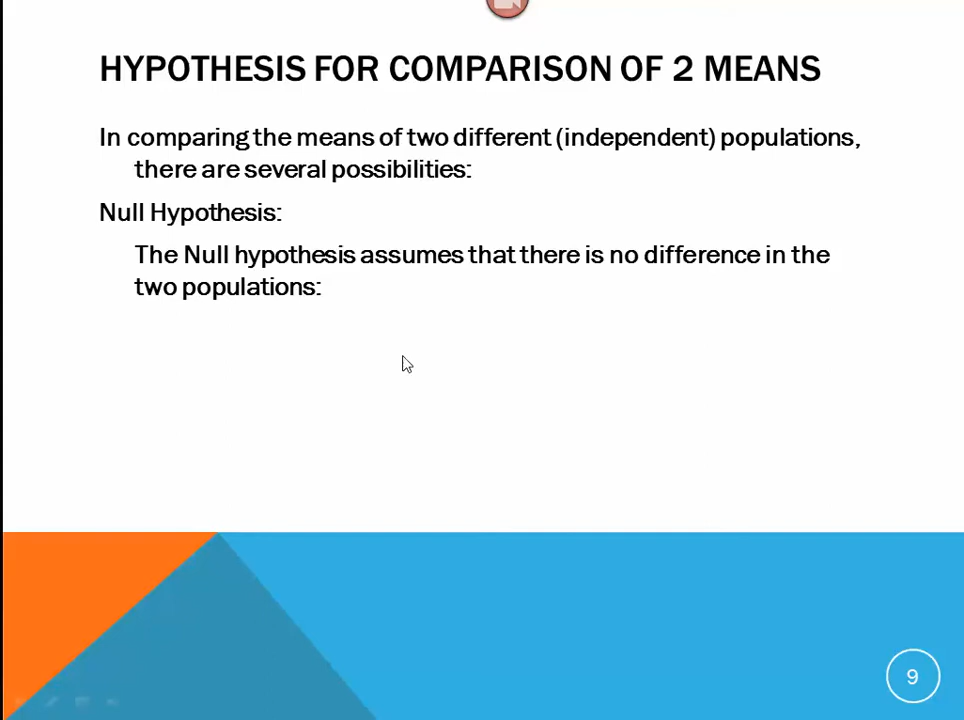 HYPOTHESIS FOR COMPARISON OF 2 MEANS
In comparing the means of two different (independent) populations,
there are several possibilities:
Null Hypothesis:
The Null hypothesis assumes that there is no difference in the
two populations:
9